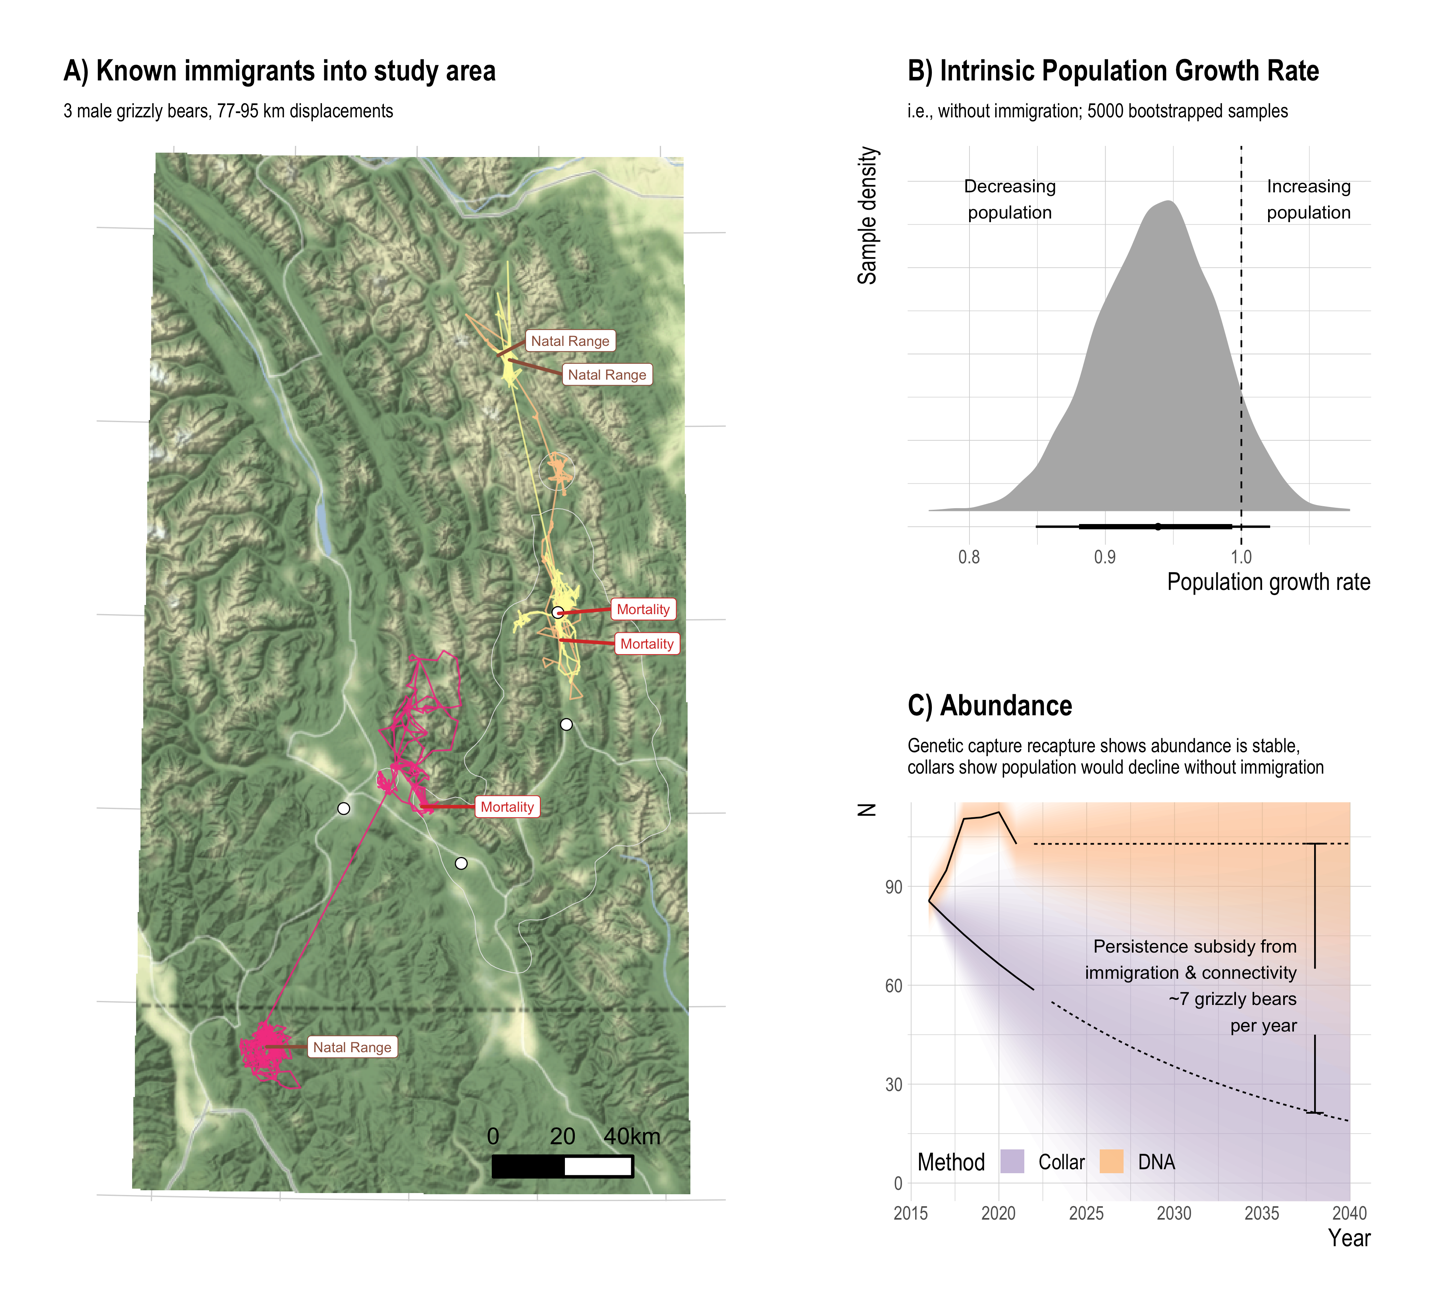 A) Known immigrants into study area
3 male grizzly bears, 77-95 km displacements
Natal Range
Natal Range
Mortality
Mortality
Mortality
Natal Range
0 20 40km
B) Intrinsic Population Growth Rate
i.e., without immigration; 5000 bootstrapped samples
Sample density
Decreasing
population
Increasing
population
0.8 0.9 1.0
Population growth rate
C) Abundance
Genetic capture recapture shows abundance is stable,
collars show population would decline without immigration
N
90
60
30
0
Persistence subsidy from
immigration & connectivity
~7 grizzly bears
per year
Method Collar DNA
2015 2020 2025 2030 2035 2040
Year